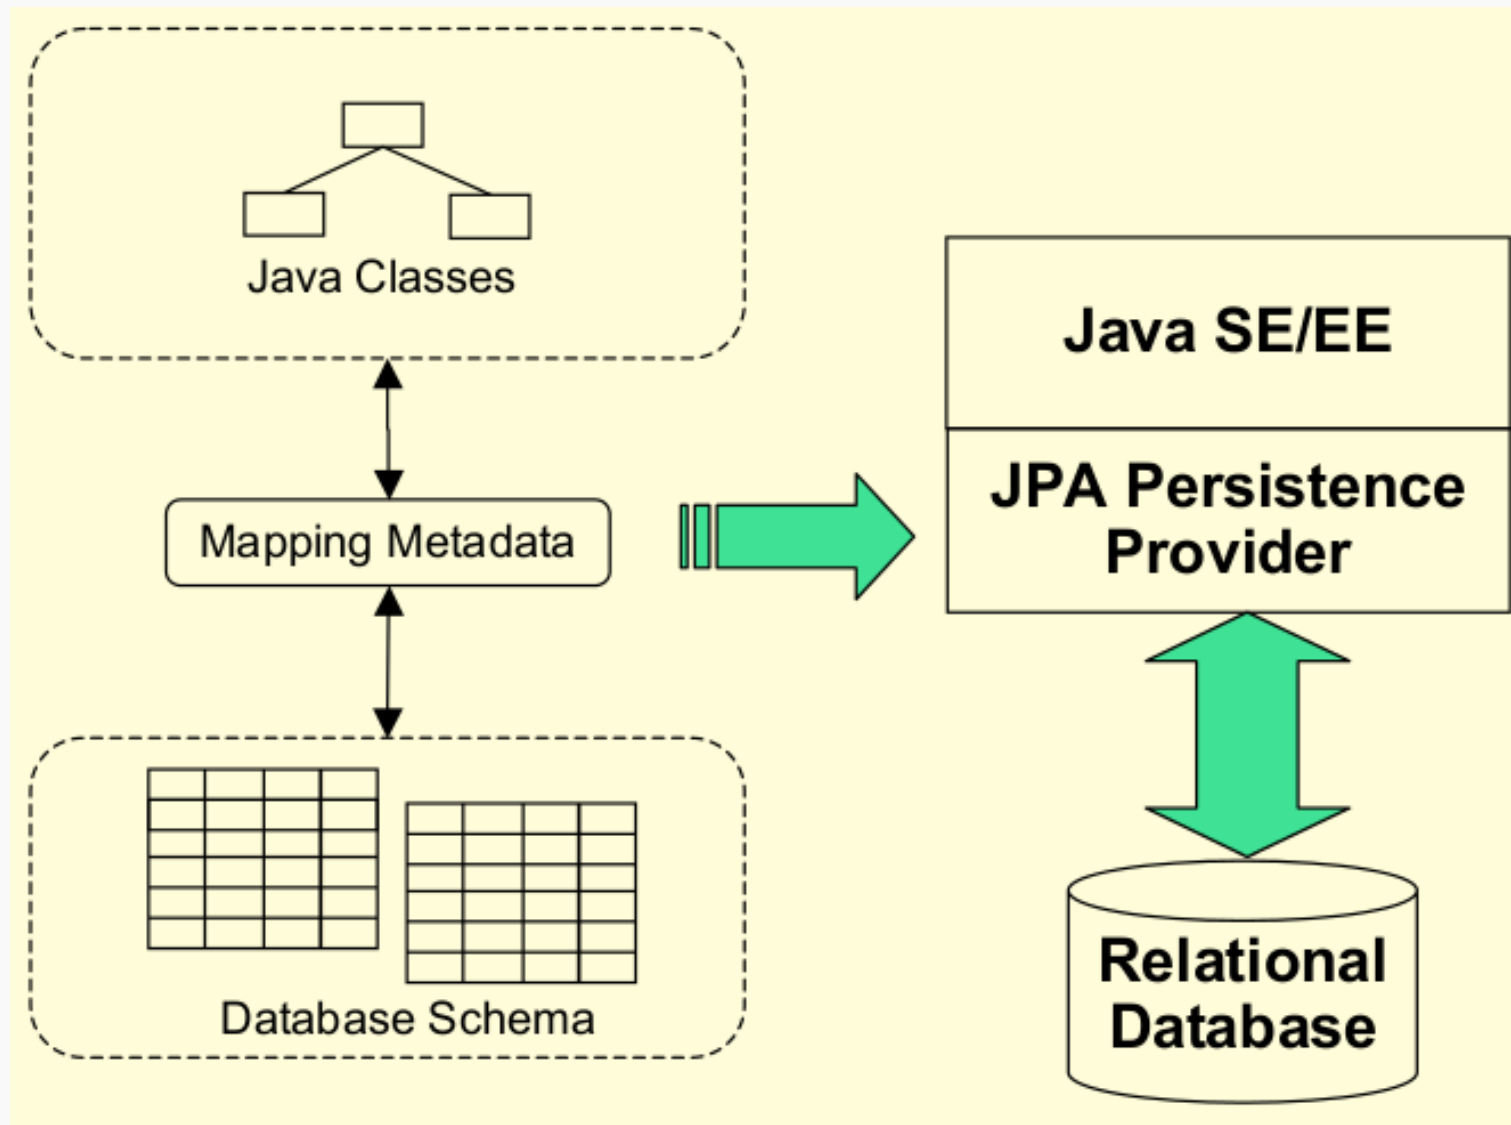 Java Classes
Mapping Metadata
Database Schema
Java SE/EE
JPA Persistence
Provider
Relational
Database